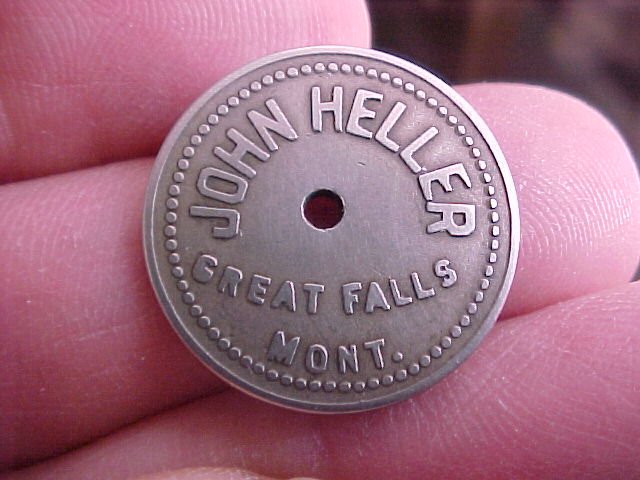 JOHN HELLER
GREAT FALLS
MONT.